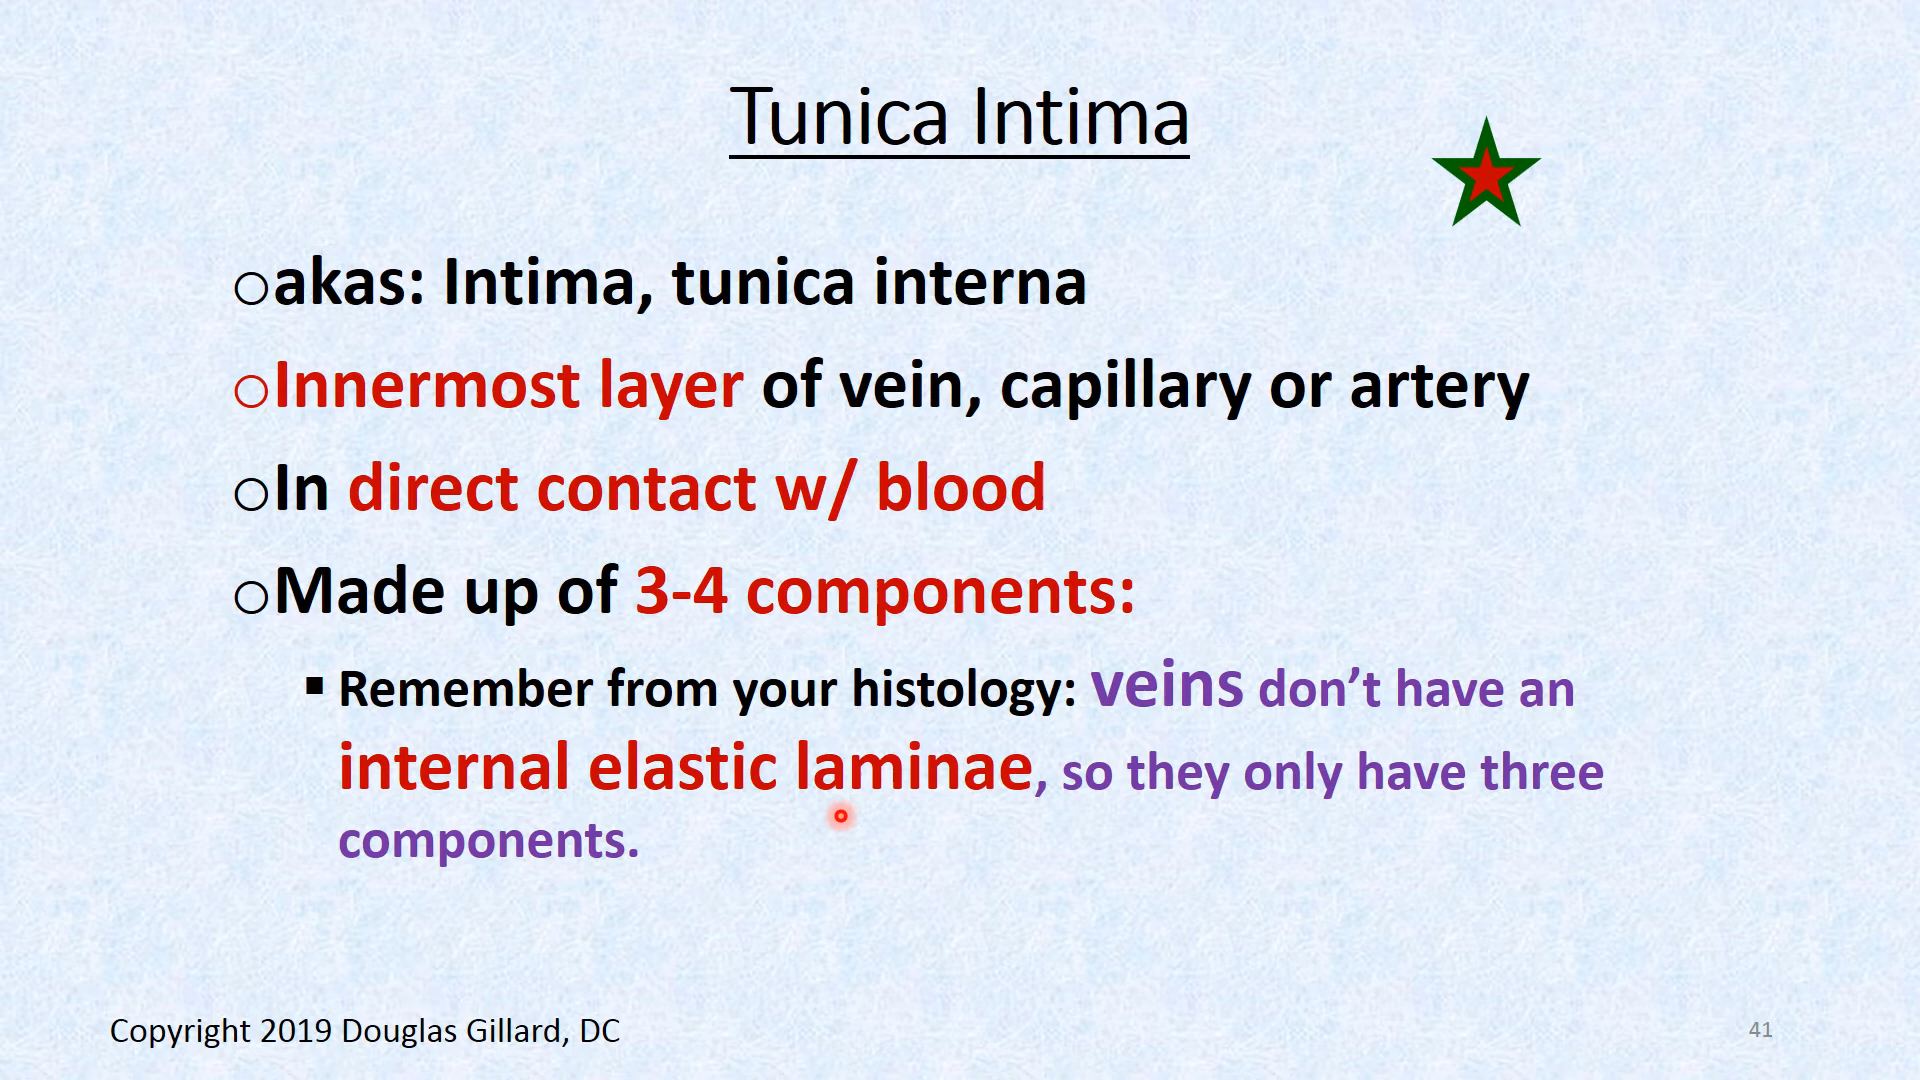 Tunica Intima
akas: Intima, tunica interna
Innermost layer of vein, capillary or artery
In direct contact w/ blood
Made up of 3-4 components:
Remember from your histology: veins don’t have an
internal elastic laminae, so they only have three
components.
Copyright 2019 Douglas Gillard, DC
41